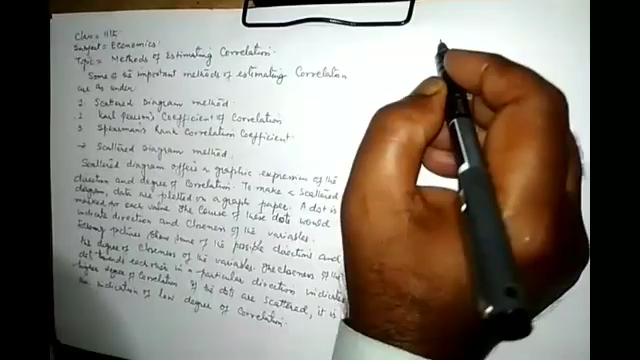 Class = 11th
Subject = Economics
Topic = Methods of Estimating Correlation.
Some of the important methods of estimating Correlation
are as under
1. Scattered Diagram method.
2 Karl Pearson's Coefficient of Correlation
3 Spearman's Rank Correlation Coefficient.
→ Scattered Diagram method.
Scattered diagram offers a graphic expression of the
direction and degree of Correlation. To make a Scattered
diagram, data are plotted on a graph paper. A dot is
marked for each value. The Course of these dots would
indicate direction and closeness of the variables.
Following pictures show some of the possible directions and
the degree of closeness of the variables. The closeness of the
dots towards each other in a particular direction indicate
higher degree of Correlation. If the dots are scattered, it is
the indication of low degree of Correlation.